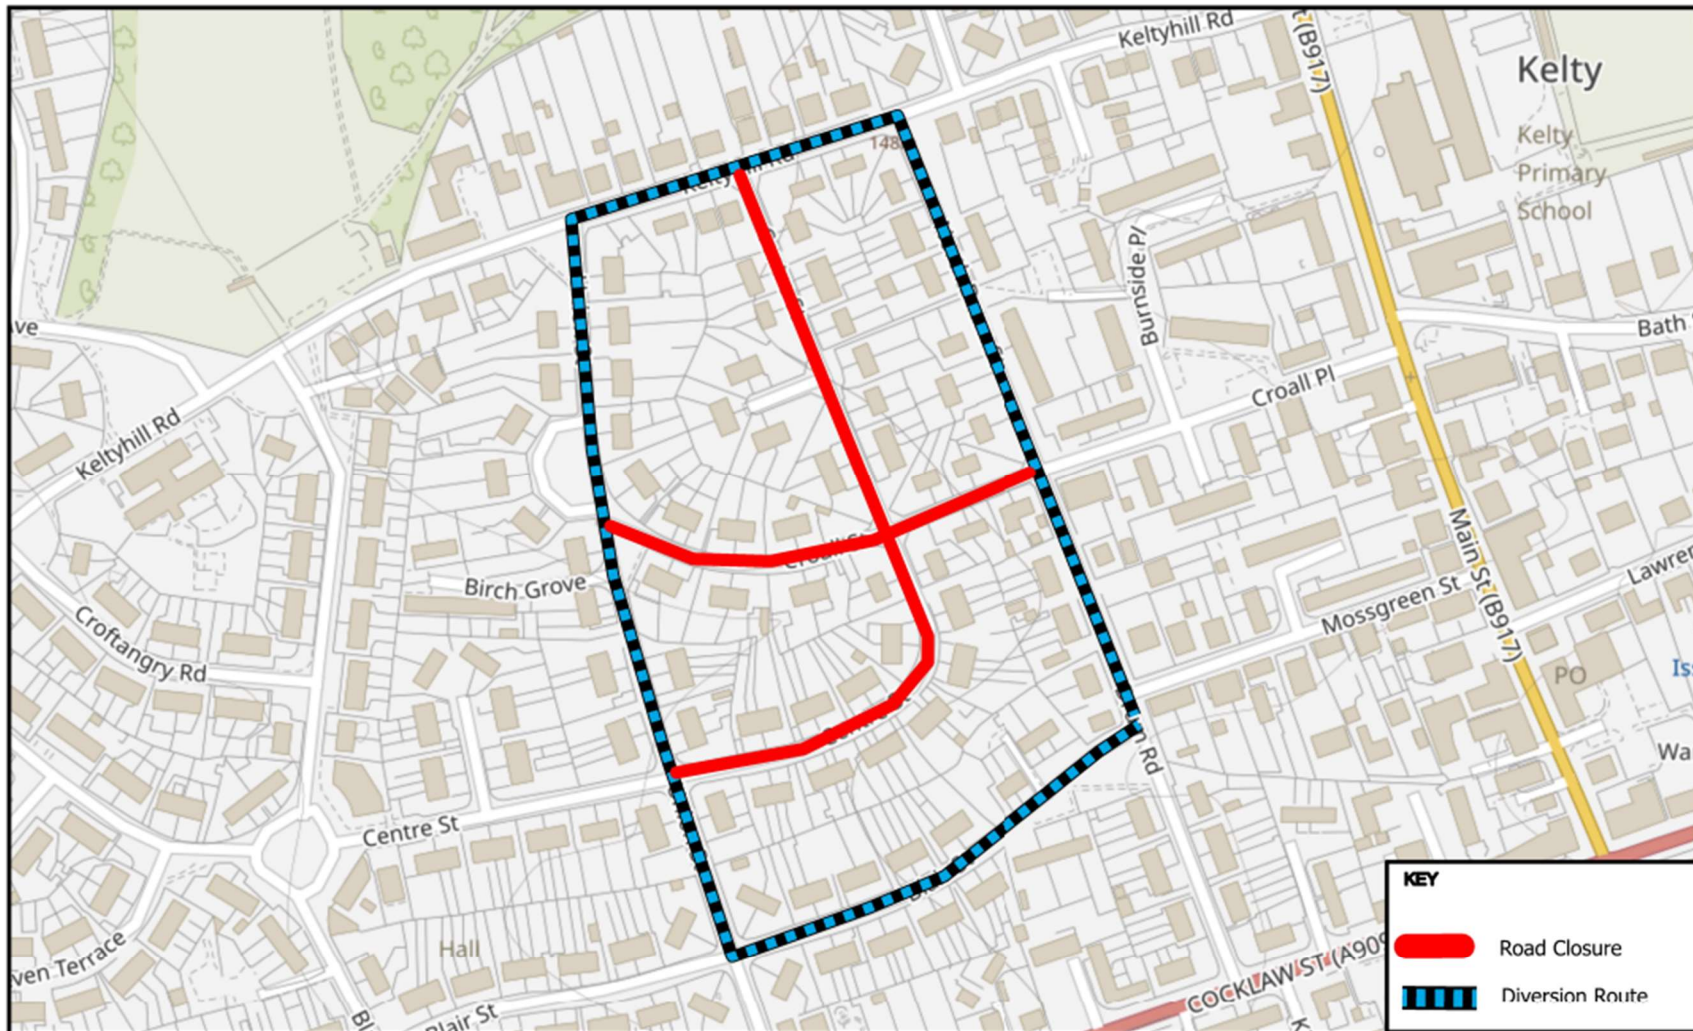 Keltyhill Rd
(B917)
Kelty
Kelty
Primary
School
148
Burnside Pl
Bath
Croall Pl
Keltyhill Rd
Main St (B917)
Birch Grove
Mossgreen St
Croftangry Rd
PO
Rd
Centre St
KEY
Hall
Road Closure
COCKLAW ST (A909
Diversion Route
Blair St